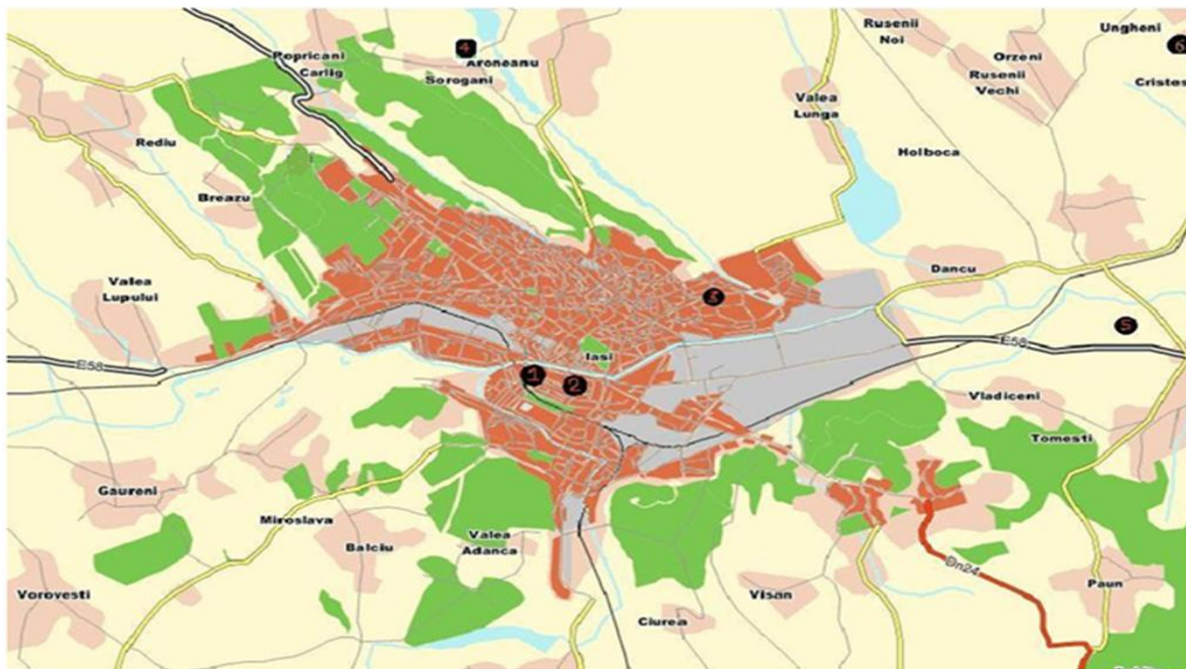 Rusenii
Noi
Ungheni
4
6
Popricani
Aroneanu
Orzeni
Carlig
Sorogani
Rusenii
Vechi
Cristes
Valea
Lunga
Rediu
Holboca
Breazu
Dancu
Valea
Lupului
3
5
E58
Iasi
E58
1
2
Vladiceni
Tomesti
Gaureni
Miroslava
Balciu
Valea
Adanca
Dn24
Vorovesti
Visan
Paun
Ciurea